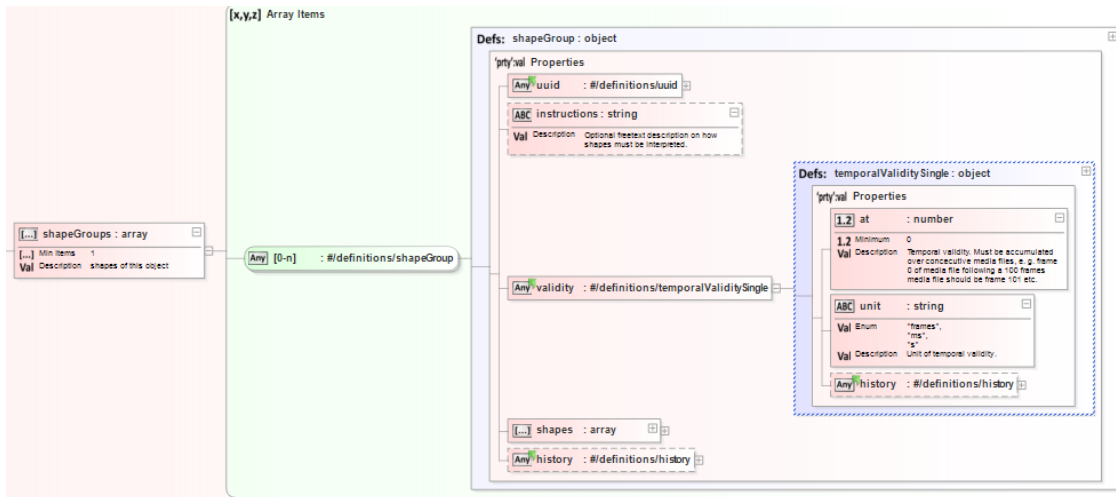 [x,y,z] Array Items
Defs: shapeGroup : object
'prty':val Properties
Any uuid : #/definitions/uuid
ABC instructions : string
Val Description Optional freetext description on how
shapes must be interpreted.
Defs: temporalValiditySingle : object
'prty':val Properties
1.2 at : number
1.2 Minimum 0
Val Description Temporal validity. Must be accumulated
over concecutive media files, e. g. frame
0 of media file following a 100 frames
media file should be frame 101 etc.
[...] shapeGroups : array
[...] Min Items 1
Val Description shapes of this object
Any [0-n] : #/definitions/shapeGroup
Any validity : #/definitions/temporalValiditySingle
ABC unit : string
Val Enum "frames",
"ms",
"s"
Val Description Unit of temporal validity.
Any history : #/definitions/history
[...] shapes : array
Any history : #/definitions/history